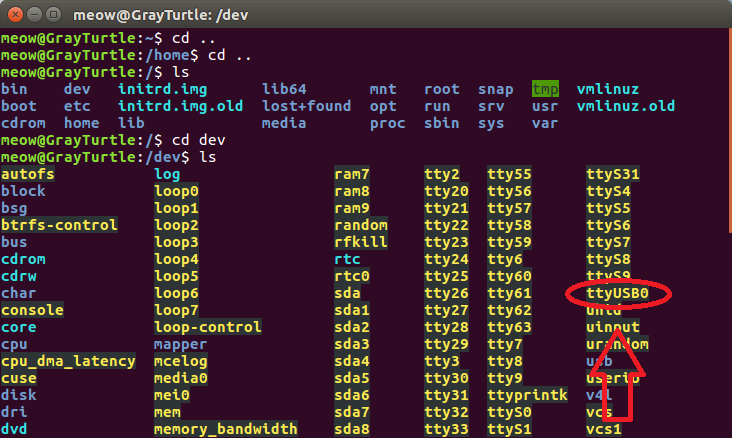 meow@GrayTurtle: /dev
meow@GrayTurtle:~$ cd ..
meow@GrayTurtle:/home$ cd ..
meow@GrayTurtle:/$ ls
bin dev initrd.img lib64 mnt root snap tmp vmlinuz
boot etc initrd.img.old lost+found opt run srv usr vmlinuz.old
cdrom home lib media proc sbin sys var
meow@GrayTurtle:/$ cd dev
meow@GrayTurtle:/dev$ ls
autofs log ram7 tty2 tty55 ttyS31
block loop0 ram8 tty20 tty56 ttyS4
bsg loop1 ram9 tty21 tty57 ttyS5
btrfs-control loop2 random tty22 tty58 ttyS6
bus loop3 rfkill tty23 tty59 ttyS7
cdrom loop4 rtc tty24 tty6 ttyS8
cdrw loop5 rtc0 tty25 tty60 ttyS9
char loop6 sda tty26 tty61 ttyUSB0
console loop7 sda1 tty27 tty62 uhid
core loop-control sda2 tty28 tty63 uinput
cpu mapper sda3 tty29 tty7 urandom
cpu_dma_latency mcelog sda4 tty3 tty8 usb
cuse media0 sda5 tty30 tty9 userio
disk mei0 sda6 tty31 ttyprintk v4l
dri mem sda7 tty32 ttyS0 vcs
dvd memory_bandwidth sda8 tty33 ttyS1 vcs1